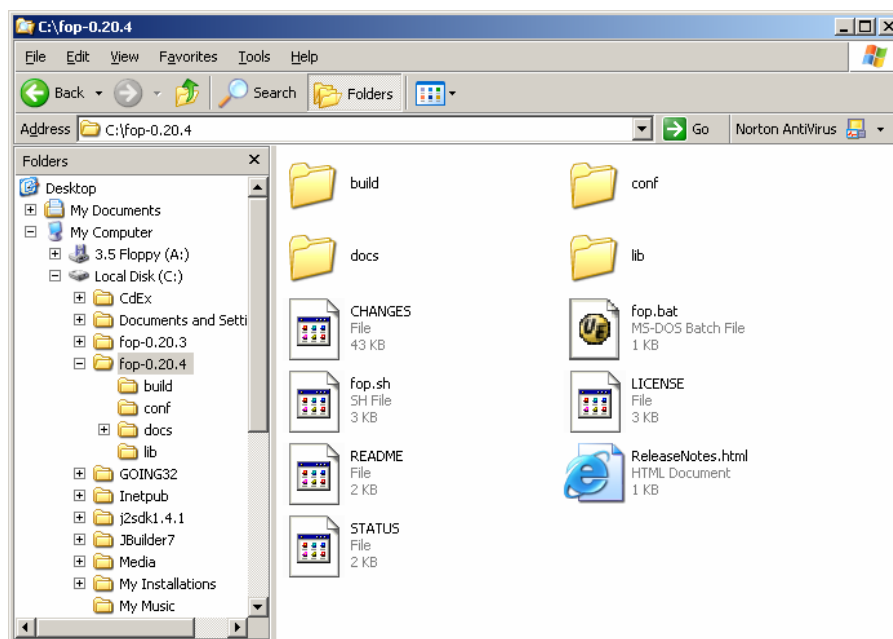 C:\fop-0.20.4
File Edit View Favorites Tools Help
Back Search Folders
Address C:\fop-0.20.4 Go Norton AntiVirus
Folders
Desktop
My Documents
My Computer
3.5 Floppy (A:)
Local Disk (C:)
CdEx
Documents and Setti
fop-0.20.3
fop-0.20.4
build
conf
docs
lib
GOING32
Inetpub
j2sdk1.4.1
JBuilder7
Media
My Installations
My Music
build
conf
docs
lib
CHANGES
File
43 KB
fop.bat
MS-DOS Batch File
1 KB
fop.sh
SH File
3 KB
LICENSE
File
3 KB
README
File
2 KB
ReleaseNotes.html
HTML Document
1 KB
STATUS
File
2 KB